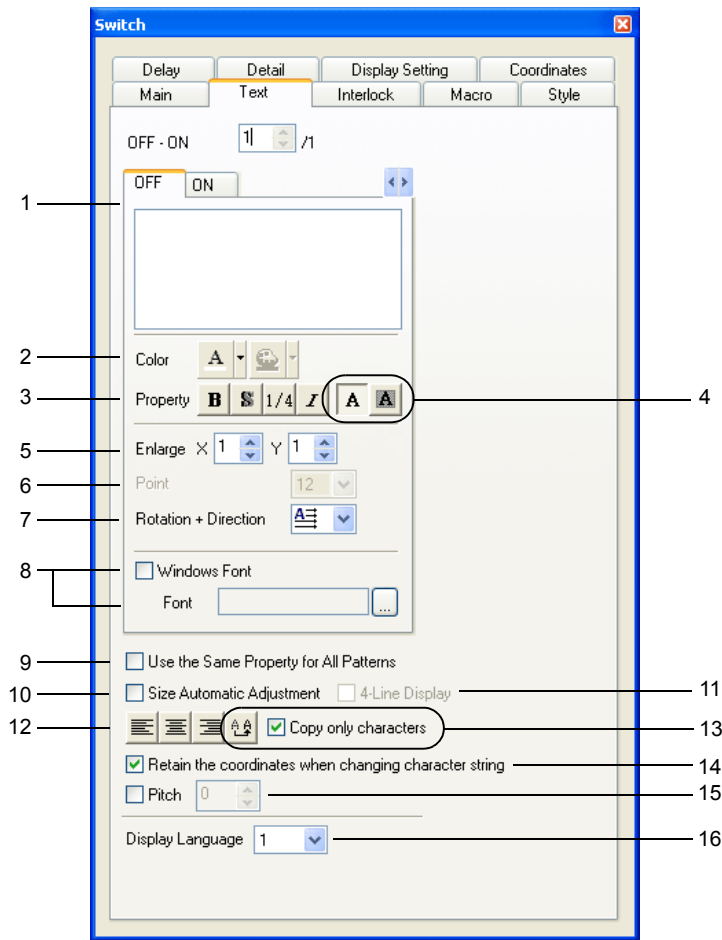 Switch
Delay Detail Display Setting Coordinates
Main Text Interlock Macro Style
OFF - ON 1 /1
OFF ON
1
2 Color A
3 Property B S 1/4 I A A 4
5 Enlarge X 1 Y 1
6 Point 12
7 Rotation + Direction A
8 Windows Font
Font ...
9 Use the Same Property for All Patterns
10 Size Automatic Adjustment 4-Line Display 11
12 A A Copy only characters 13
Retain the coordinates when changing character string 14
Pitch 0 15
Display Language 1 16